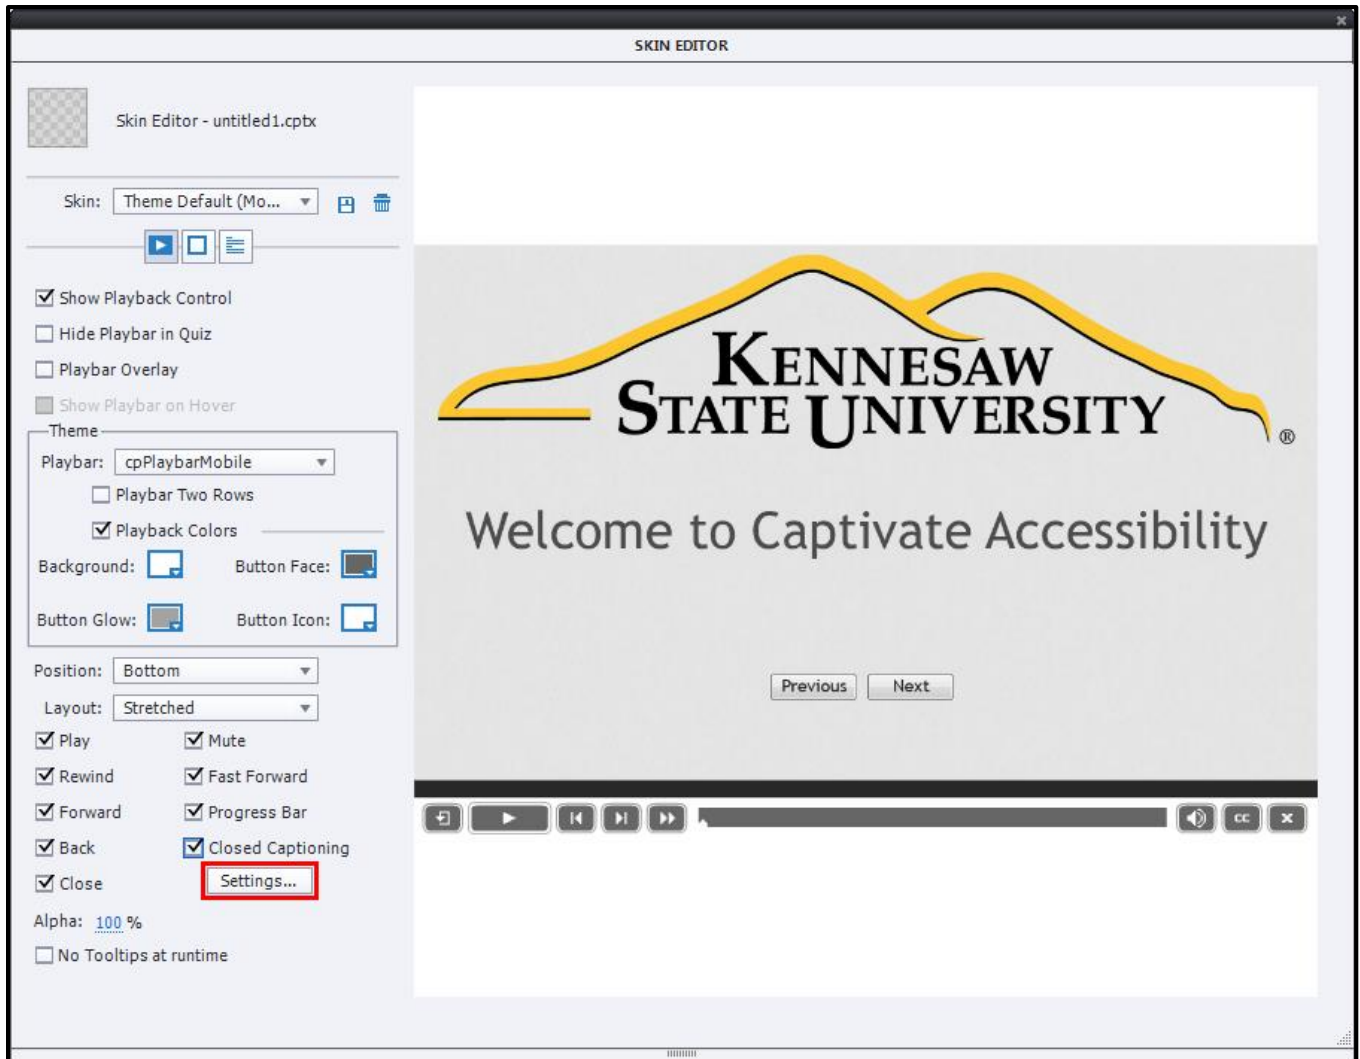 SKIN EDITOR
Skin Editor - untitled1.cptx
Skin: Theme Default (Mo...
Show Playback Control
Hide Playbar in Quiz
Playbar Overlay
Show Playbar on Hover
Theme
Playbar: cpPlaybarMobile
Playbar Two Rows
Playback Colors
Background: Button Face:
Button Glow: Button Icon:
Position: Bottom
Layout: Stretched
Play Mute
Rewind Fast Forward
Forward Progress Bar
Back Closed Captioning
Close Settings...
Alpha: 100 %
No Tooltips at runtime
KENNESAW
STATE UNIVERSITY ®
Welcome to Captivate Accessibility
Previous Next
CC